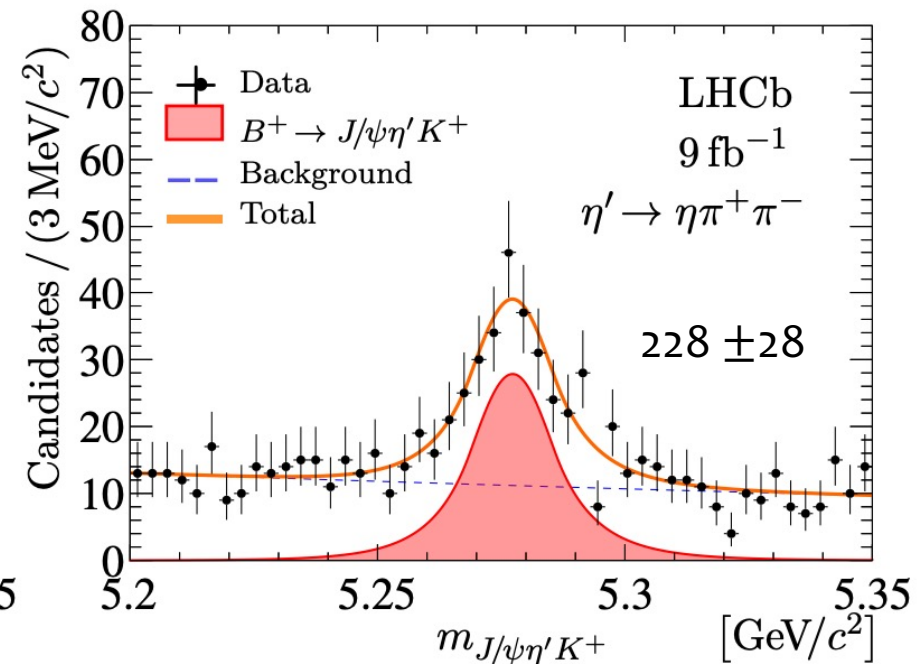 80
70
60
50
40
30
20
10
0
Candidates / (3 MeV/c²)
Data
B⁺ → J/ψη′K⁺
Background
Total
LHCb
9 fb⁻¹
η′ → ηπ⁺π⁻
228 ±28
5
5.2
5.25
5.3
5.35
m_{J/ψη′K⁺}
[GeV/c²]